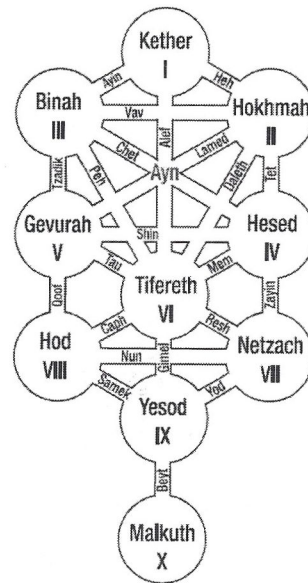 Kether
I
Ayin
Heh
Binah
III
Hokhmah
II
Vav
Alef
Chet
Lamed
Tzadik
Peh
Ayn
Daleth
Tet
Gevurah
V
Shin
Hesed
IV
Tau
Mem
Tifereth
VI
Qoof
Zayin
Caph
Resh
Hod
VIII
Nun
Gimel
Netzach
VII
Samek
Yod
Yesod
IX
Beyt
Malkuth
X